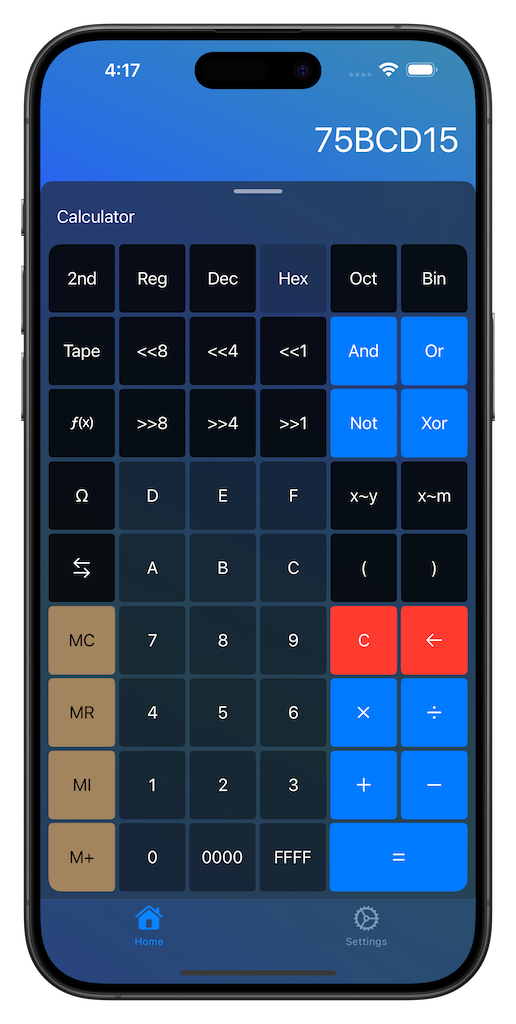 4:17
75BCD15
Calculator
2nd Reg Dec Hex Oct Bin
Tape <<8 <<4 <<1 And Or
f(x) >>8 >>4 >>1 Not Xor
Ω D E F x~y x~m
⇆ A B C ( )
MC 7 8 9 C ←
MR 4 5 6 × ÷
MI 1 2 3 + −
M+ 0 0000 FFFF =
Home Settings